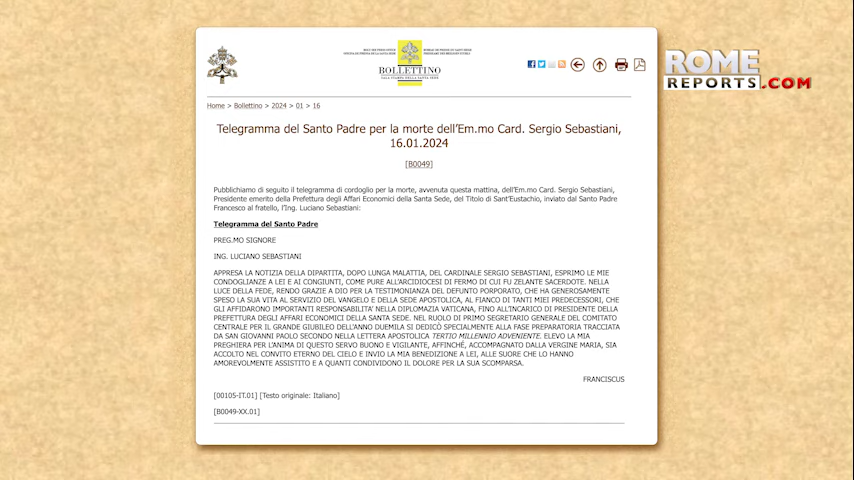 BOLLETTINO
SALA STAMPA DELLA SANTA SEDE
ROME
REPORTS.COM
Home > Bollettino > 2024 > 01 > 16
Telegramma del Santo Padre per la morte dell'Em.mo Card. Sergio Sebastiani,
16.01.2024
[B0049]
Pubblichiamo di seguito il telegramma di cordoglio per la morte, avvenuta questa mattina, dell'Em.mo Card. Sergio Sebastiani,
Presidente emerito della Prefettura degli Affari Economici della Santa Sede, del Titolo di Sant'Eustachio, inviato dal Santo Padre
Francesco al fratello, l'Ing. Luciano Sebastiani:
Telegramma del Santo Padre
PREG.MO SIGNORE
ING. LUCIANO SEBASTIANI
APPRESA LA NOTIZIA DELLA DIPARTITA, DOPO LUNGA MALATTIA, DEL CARDINALE SERGIO SEBASTIANI, ESPRIMO LE MIE
CONDOGLIANZE A LEI E AI CONGIUNTI, COME PURE ALL'ARCIDIOCESI DI FERMO DI CUI FU ZELANTE SACERDOTE. NELLA
LUCE DELLA FEDE, RENDO GRAZIE A DIO PER LA TESTIMONIANZA DEL DEFUNTO PORPORATO, CHE HA GENEROSAMENTE
SPESO LA SUA VITA AL SERVIZIO DEL VANGELO E DELLA SEDE APOSTOLICA, AL FIANCO DI TANTI MIEI PREDECESSORI, CHE
GLI AFFIDARONO IMPORTANTI RESPONSABILITA' NELLA DIPLOMAZIA VATICANA, FINO ALL'INCARICO DI PRESIDENTE DELLA
PREFETTURA DEGLI AFFARI ECONOMICI DELLA SANTA SEDE. NEL RUOLO DI PRIMO SEGRETARIO GENERALE DEL COMITATO
CENTRALE PER IL GRANDE GIUBILEO DELL'ANNO DUEMILA SI DEDICÒ SPECIALMENTE ALLA FASE PREPARATORIA TRACCIATA
DA SAN GIOVANNI PAOLO SECONDO NELLA LETTERA APOSTOLICA TERTIO MILLENNIO ADVENIENTE. ELEVO LA MIA
PREGHIERA PER L'ANIMA DI QUESTO SERVO BUONO E VIGILANTE, AFFINCHÉ, ACCOMPAGNATO DALLA VERGINE MARIA, SIA
ACCOLTO NEL CONVITO ETERNO DEL CIELO E INVIO LA MIA BENEDIZIONE A LEI, ALLE SUORE CHE LO HANNO
AMOREVOLMENTE ASSISTITO E A QUANTI CONDIVIDONO IL DOLORE PER LA SUA SCOMPARSA.
FRANCISCUS
[00105-IT.01] [Testo originale: Italiano]
[B0049-XX.01]